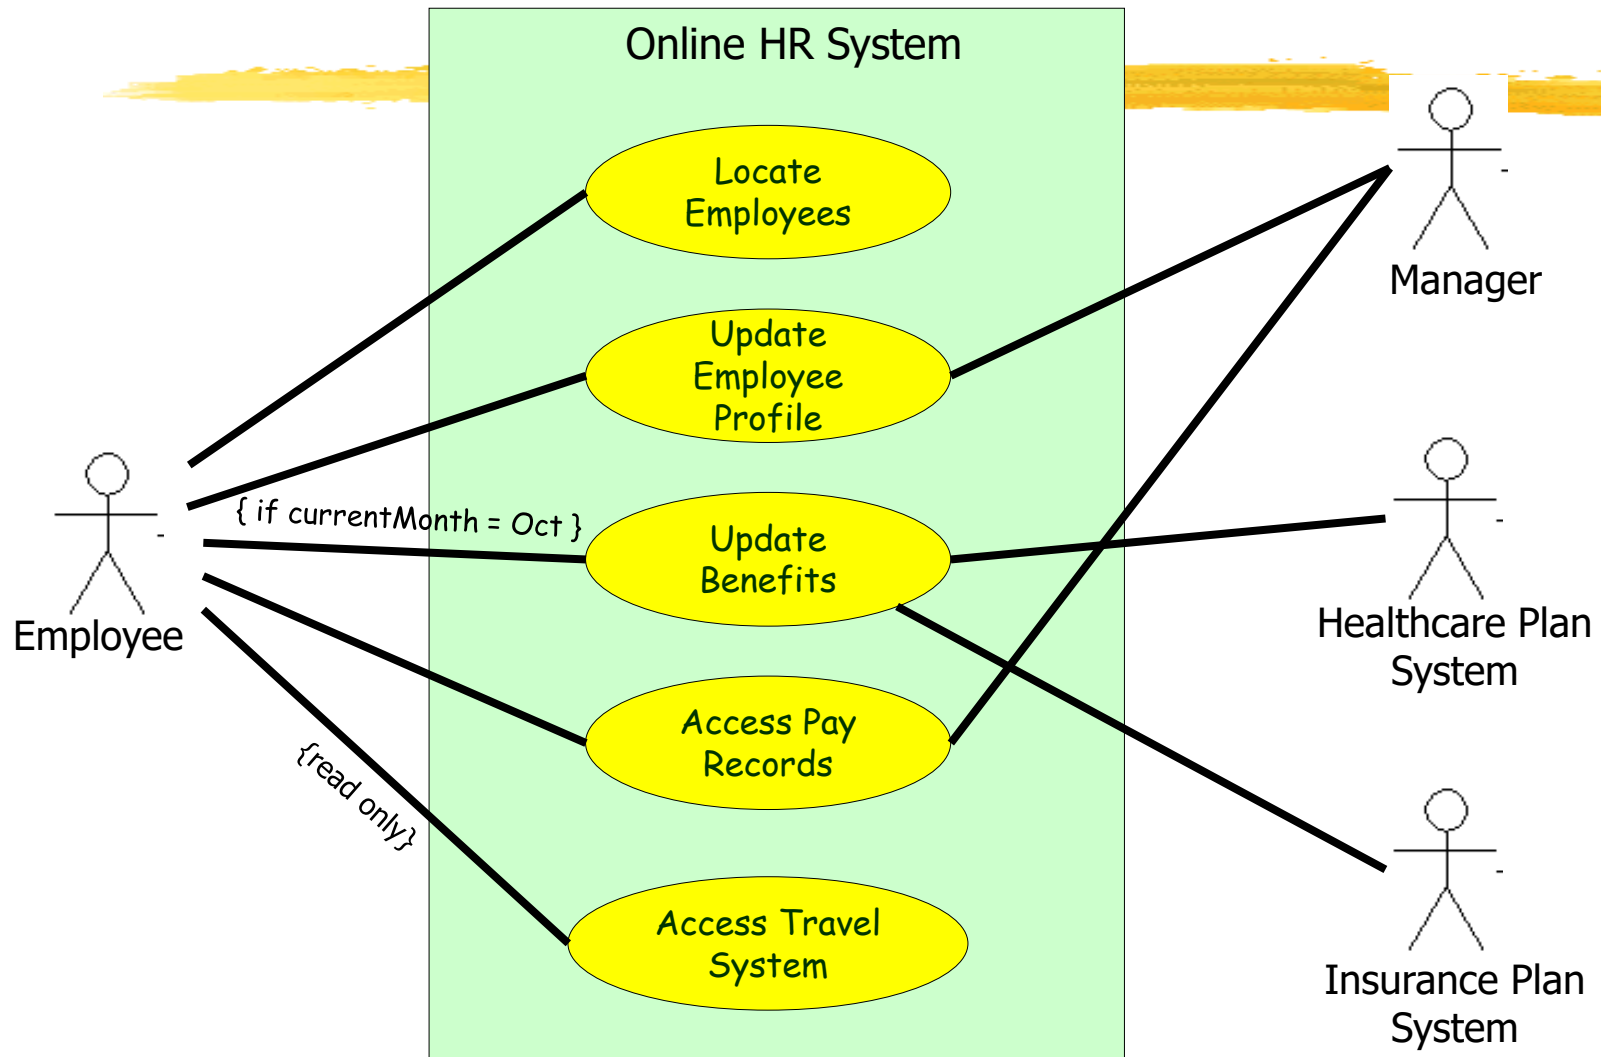 Online HR System
Locate
Employees
Manager
Update
Employee
Profile
{ if currentMonth = Oct }
Update
Benefits
Employee
Healthcare Plan
System
Access Pay
Records
{read only}
Access Travel
System
Insurance Plan
System